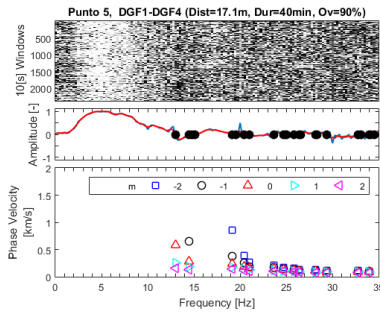 Punto 5, DGF1-DGF4 (Dist=17.1m, Dur=40min, Ov=90%)
10[s] Windows
500
1000
1500
2000
Amplitude [-]
1
0
-1
Phase Velocity
[km/s]
2
1.5
1
0.5
0
m -2 -1 0 1 2
0 5 10 15 20 25 30 35
Frequency [Hz]